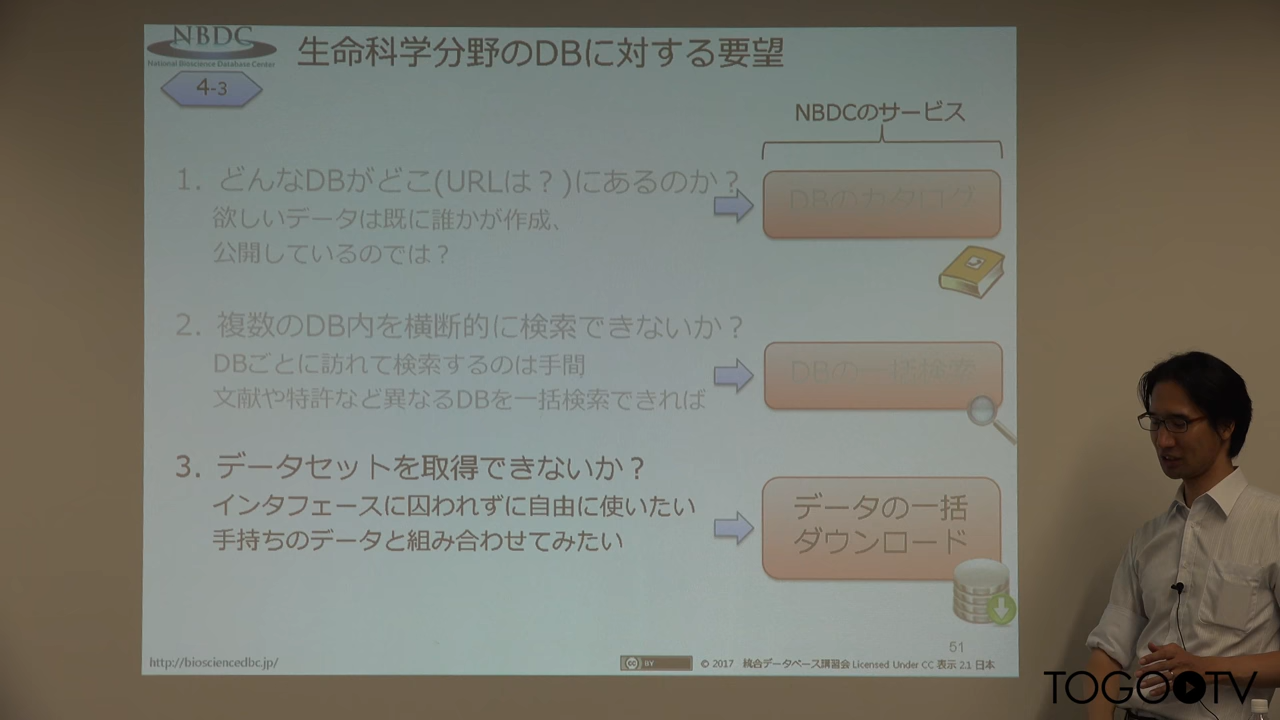 NBDC
National Bioscience Database Center
生命科学分野のDBに対する要望
4-3
NBDCのサービス
1. どんなDBがどこ(URLは？)にあるのか？
欲しいデータは既に誰かが作成、
公開しているのでは？
DBのカタログ
2. 複数のDB内を横断的に検索できないか？
DBごとに訪れて検索するのは手間
文献や特許など異なるDBを一括検索できれば
DBの一括検索
3. データセットを取得できないか？
インタフェースに囚われずに自由に使いたい
手持ちのデータと組み合わせてみたい
データの一括
ダウンロード
51
http://biosciencedbc.jp/
cc BY
© 2017 統合データベース講習会 Licensed Under CC 表示 2.1 日本
TOGO TV